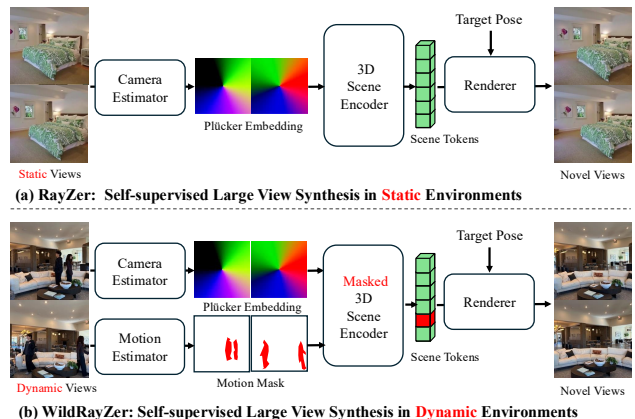 Target Pose
Camera
Estimator
3D
Scene
Encoder
Renderer
Plücker Embedding
Scene Tokens
Static Views
Novel Views
(a) RayZer: Self-supervised Large View Synthesis in Static Environments
Target Pose
Camera
Estimator
Plücker Embedding
Masked
3D
Scene
Encoder
Renderer
Motion
Estimator
Scene Tokens
Dynamic Views
Motion Mask
Novel Views
(b) WildRayZer: Self-supervised Large View Synthesis in Dynamic Environments